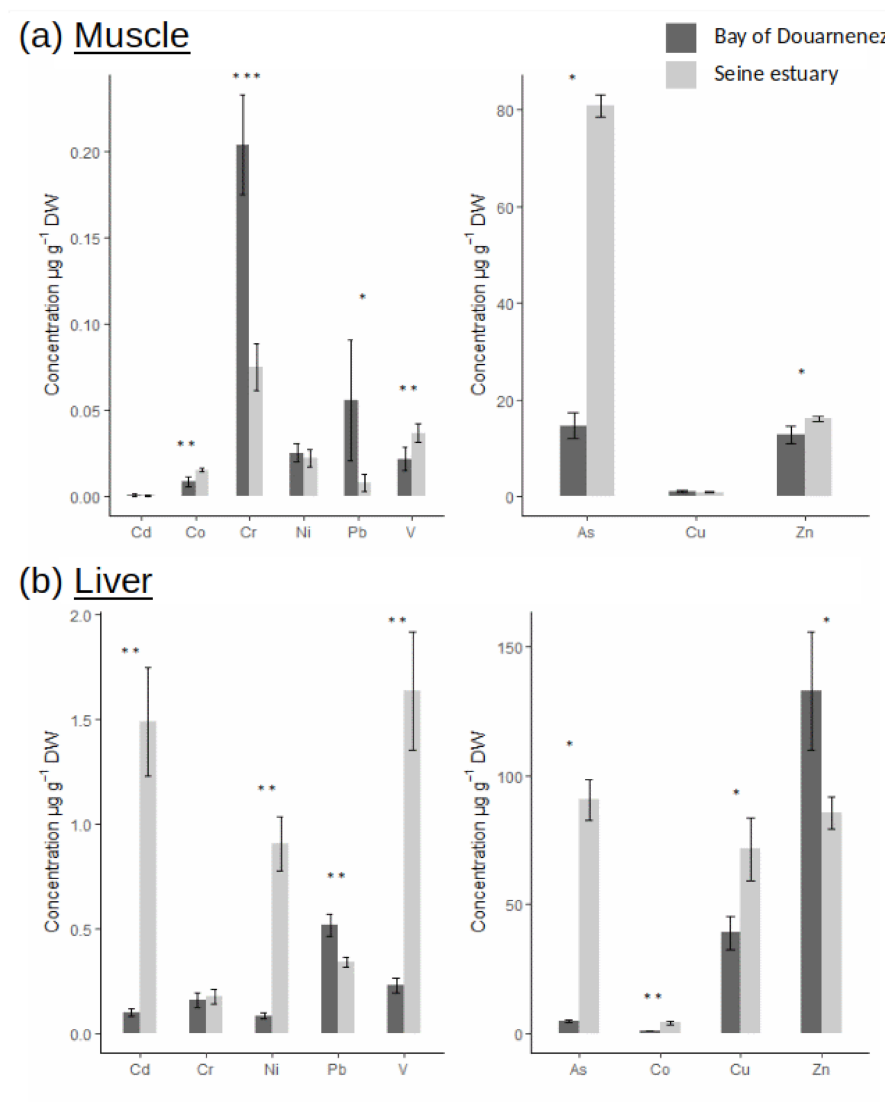 (a) Muscle
Bay of Douarnenez
Seine estuary
Concentration µg g⁻¹ DW
0.20
0.15
0.10
0.05
0.00
***
**
*
**
Cd Co Cr Ni Pb V
Concentration µg g⁻¹ DW
80
60
40
20
0
*
*
As Cu Zn
(b) Liver
Concentration µg g⁻¹ DW
2.0
1.5
1.0
0.5
0.0
**
**
**
**
Cd Cr Ni Pb V
Concentration µg g⁻¹ DW
150
100
50
0
*
*
*
**
As Co Cu Zn